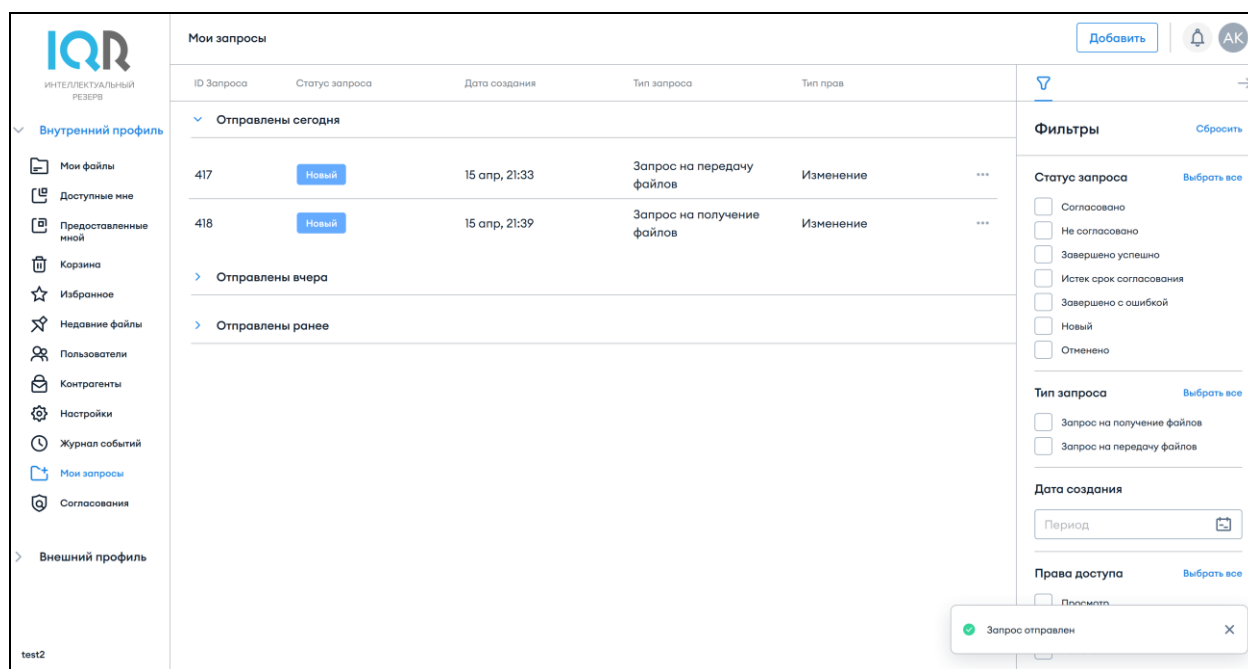 IQR
ИНТЕЛЛЕКТУАЛЬНЫЙ
РЕЗЕРВ
Внутренний профиль
Мои файлы
Доступные мне
Предоставленные
мной
Корзина
Избранное
Недавние файлы
Пользователи
Контрагенты
Настройки
Журнал событий
Мои запросы
Согласования
Внешний профиль
test2
Мои запросы
Добавить
AK
ID Запроса Статус запроса Дата создания Тип запроса Тип прав
Отправлены сегодня
417 Новый 15 апр, 21:33 Запрос на передачу
файлов Изменение
418 Новый 15 апр, 21:39 Запрос на получение
файлов Изменение
Отправлены вчера
Отправлены ранее
Фильтры Сбросить
Статус запроса Выбрать все
Согласовано
Не согласовано
Завершено успешно
Истек срок согласования
Завершено с ошибкой
Новый
Отменено
Тип запроса Выбрать все
Запрос на получение файлов
Запрос на передачу файлов
Дата создания
Период
Права доступа Выбрать все
Просмотр
Запрос отправлен